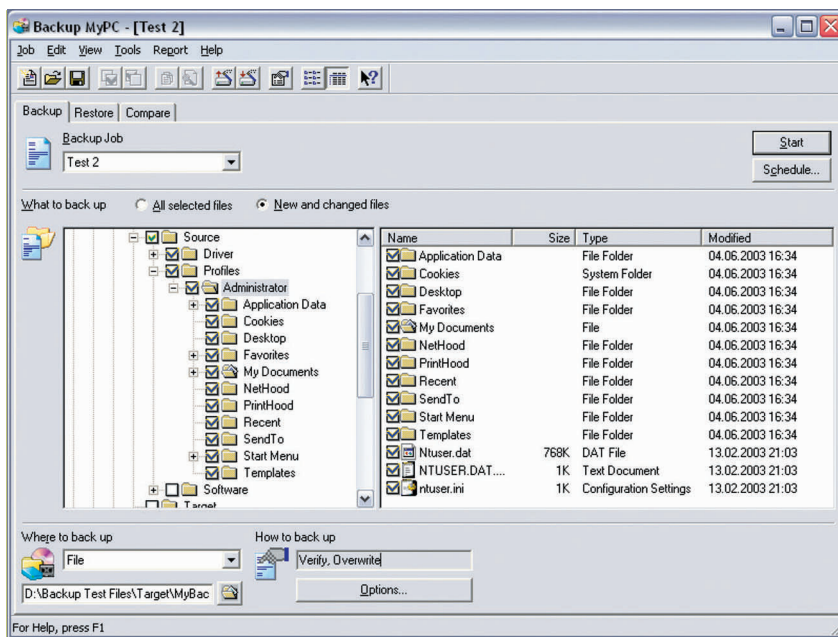 Backup MyPC - [Test 2]
Job Edit View Tools Report Help
Backup Restore Compare
Backup Job
Test 2
Start
Schedule...
What to back up All selected files New and changed files
Source
Driver
Profiles
Administrator
Application Data
Cookies
Desktop
Favorites
My Documents
NetHood
PrintHood
Recent
SendTo
Start Menu
Templates
Software
Target
Name Size Type Modified
Application Data File Folder 04.06.2003 16:34
Cookies System Folder 04.06.2003 16:34
Desktop File Folder 04.06.2003 16:34
Favorites File Folder 04.06.2003 16:34
My Documents File 04.06.2003 16:34
NetHood File Folder 04.06.2003 16:34
PrintHood File Folder 04.06.2003 16:34
Recent File Folder 04.06.2003 16:34
SendTo File Folder 04.06.2003 16:34
Start Menu File Folder 04.06.2003 16:34
Templates File Folder 04.06.2003 16:34
Ntuser.dat 768K DAT File 13.02.2003 21:03
NTUSER.DAT.... 1K Text Document 13.02.2003 21:03
ntuser.ini 1K Configuration Settings 13.02.2003 21:03
Where to back up
File
D:\Backup Test Files\Target\MyBac
How to back up
Verify, Overwrite
Options...
For Help, press F1